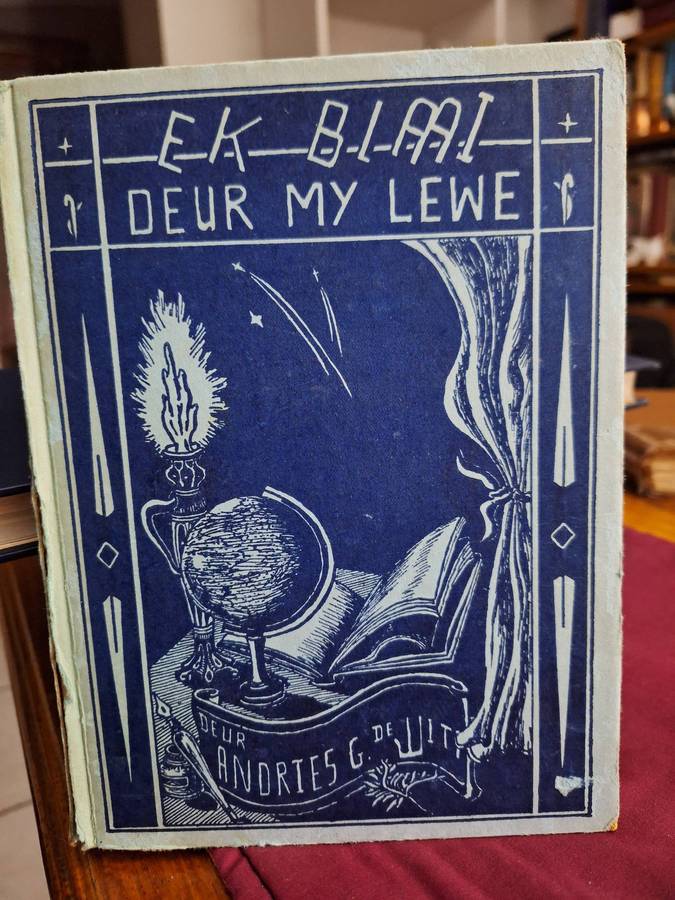 EK BLAAI
DEUR MY LEWE
DEUR
ANDRIES G. DE WIT